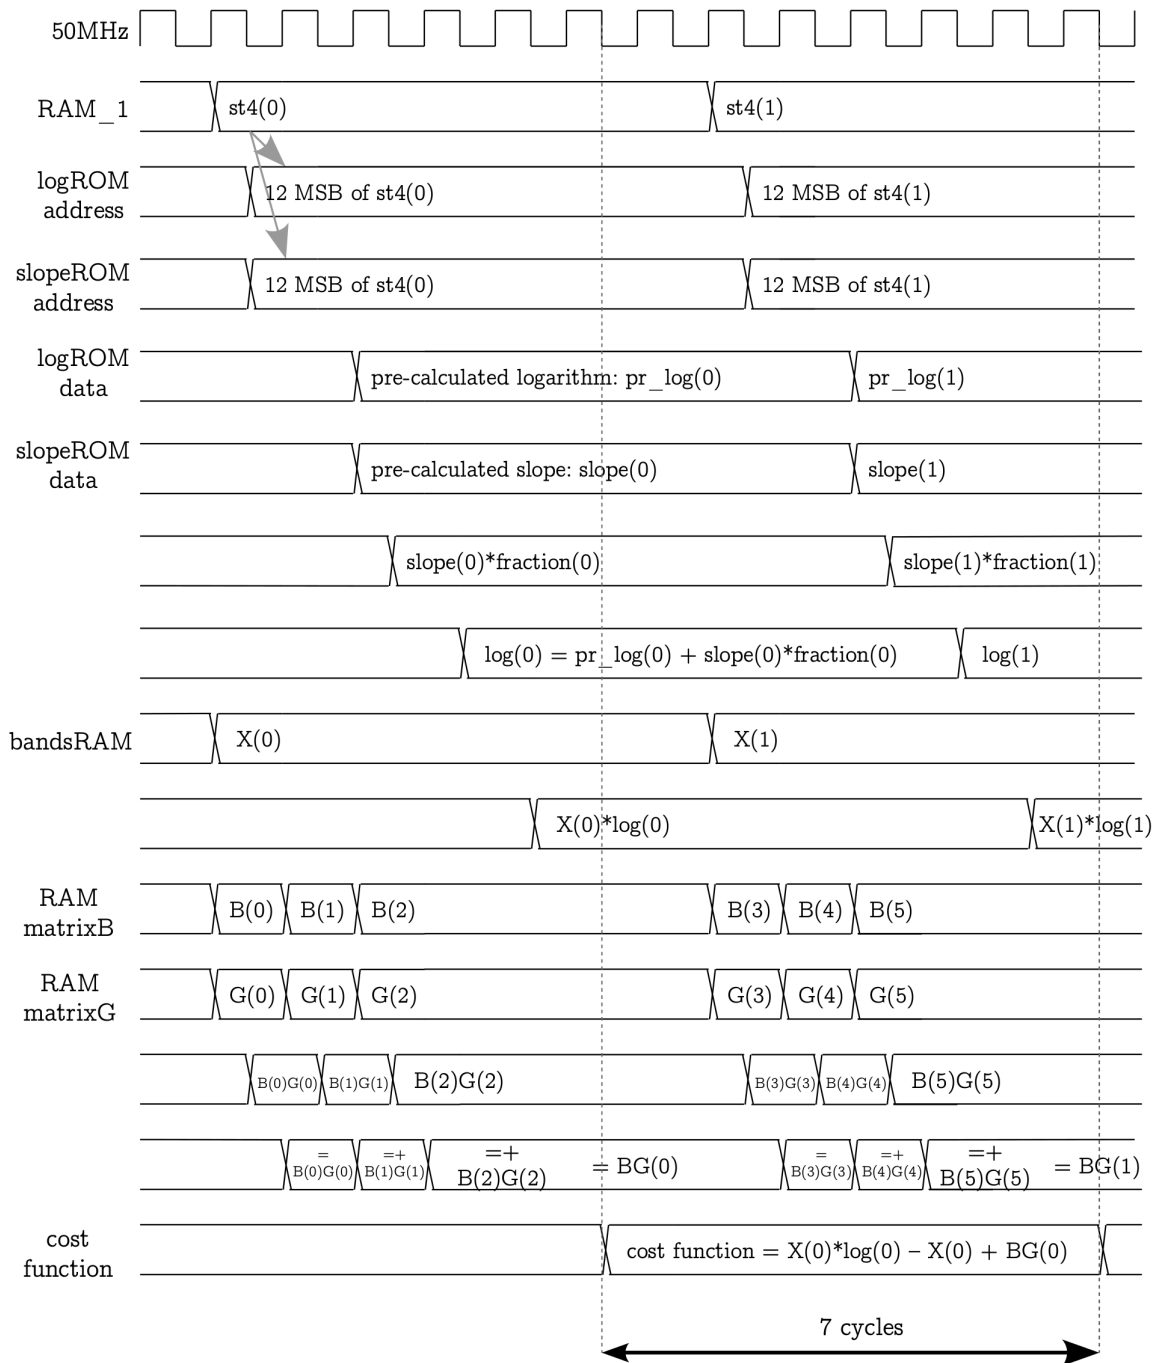 50MHz
RAM_1
st4(0)
st4(1)
logROM
address
12 MSB of st4(0)
12 MSB of st4(1)
slopeROM
address
12 MSB of st4(0)
12 MSB of st4(1)
logROM
data
pre-calculated logarithm: pr_log(0)
pr_log(1)
slopeROM
data
pre-calculated slope: slope(0)
slope(1)
slope(0)*fraction(0)
slope(1)*fraction(1)
log(0) = pr_log(0) + slope(0)*fraction(0)
log(1)
bandsRAM
X(0)
X(1)
X(0)*log(0)
X(1)*log(1)
RAM
matrixB
B(0)
B(1)
B(2)
B(3)
B(4)
B(5)
RAM
matrixG
G(0)
G(1)
G(2)
G(3)
G(4)
G(5)
B(0)G(0)
B(1)G(1)
B(2)G(2)
B(3)G(3)
B(4)G(4)
B(5)G(5)
=
B(0)G(0)
=+
B(1)G(1)
=+
B(2)G(2)
= BG(0)
=
B(3)G(3)
=+
B(4)G(4)
=+
B(5)G(5)
= BG(1)
cost
function
cost function = X(0)*log(0) – X(0) + BG(0)
7 cycles